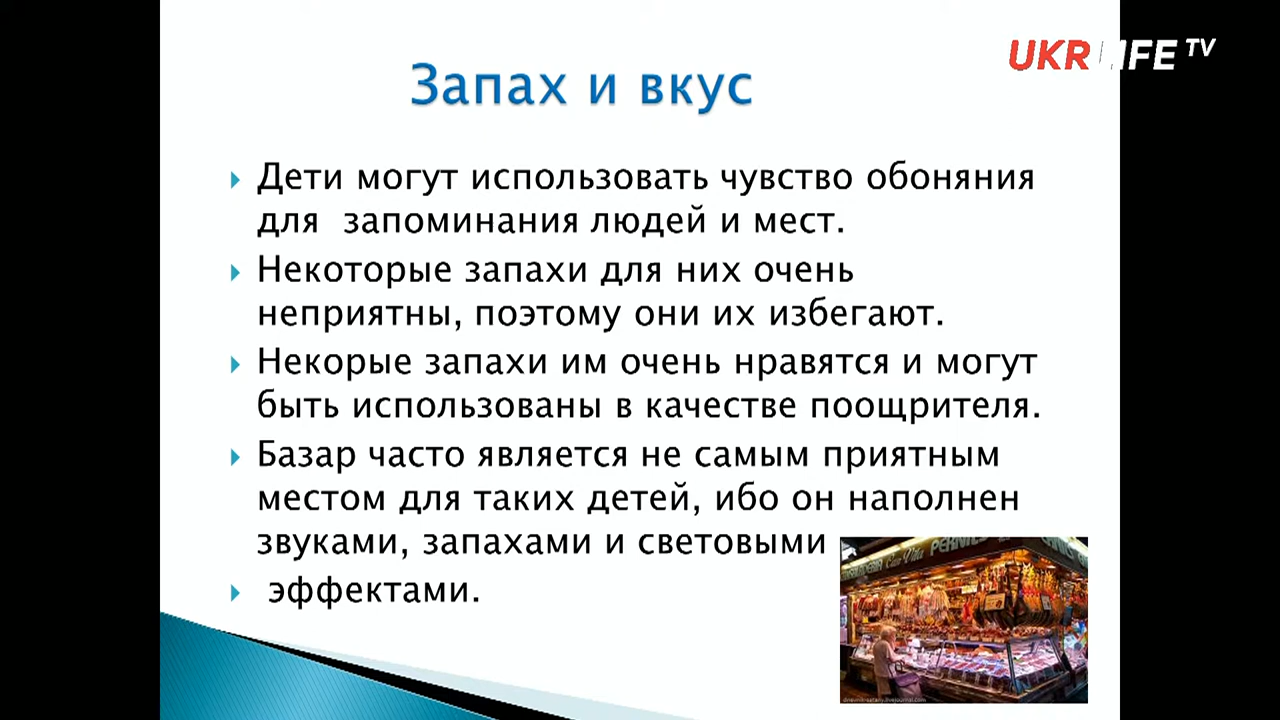 UKRLIFE TV
Запах и вкус
Дети могут использовать чувство обоняния
для запоминания людей и мест.
Некоторые запахи для них очень
неприятны, поэтому они их избегают.
Некорые запахи им очень нравятся и могут
быть использованы в качестве поощрителя.
Базар часто является не самым приятным
местом для таких детей, ибо он наполнен
звуками, запахами и световыми
эффектами.